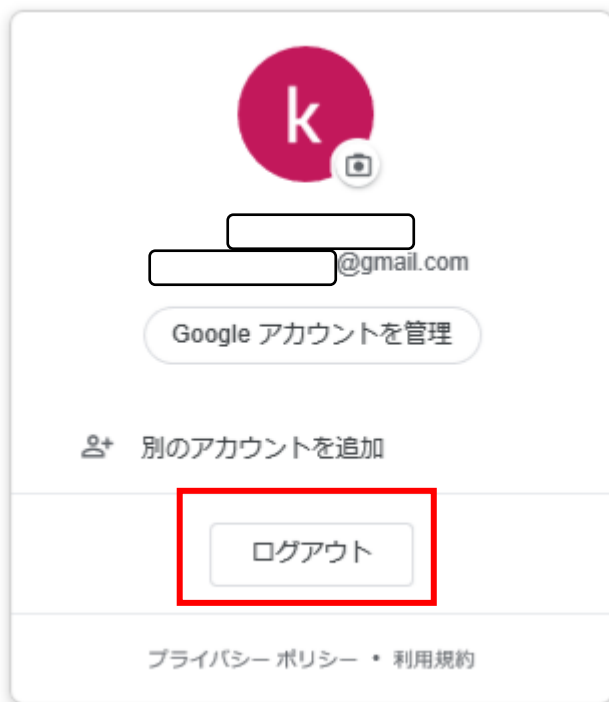 k
@gmail.com
Google アカウントを管理
別のアカウントを追加
ログアウト
プライバシー ポリシー • 利用規約